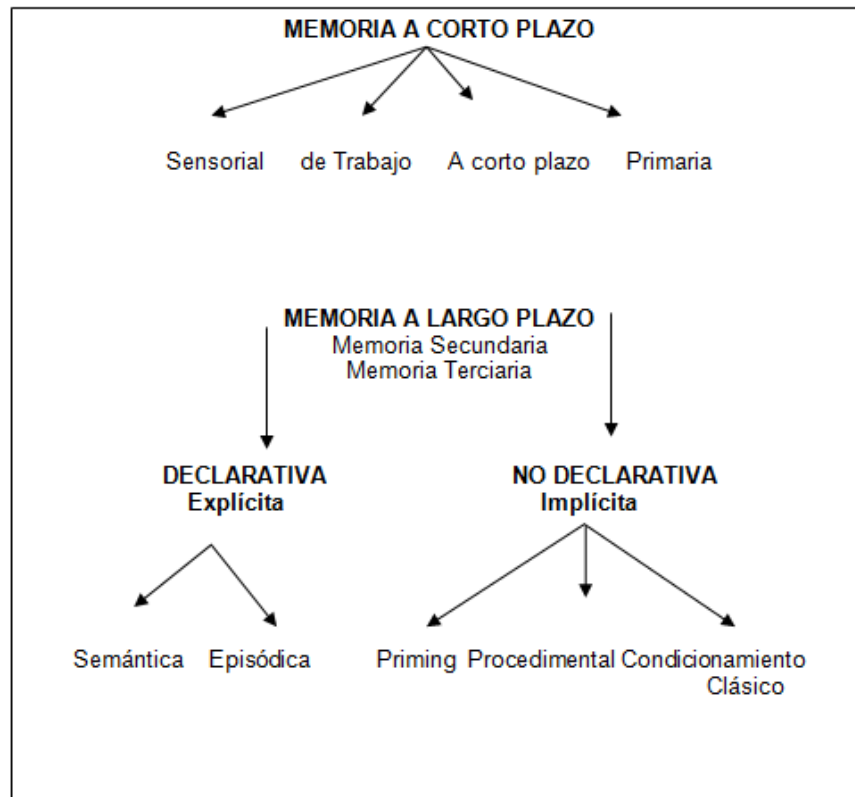 MEMORIA A CORTO PLAZO
Sensorial de Trabajo A corto plazo Primaria
MEMORIA A LARGO PLAZO
Memoria Secundaria
Memoria Terciaria
DECLARATIVA NO DECLARATIVA
Explícita Implícita
Semántica Episódica Priming Procedimental Condicionamiento
Clásico